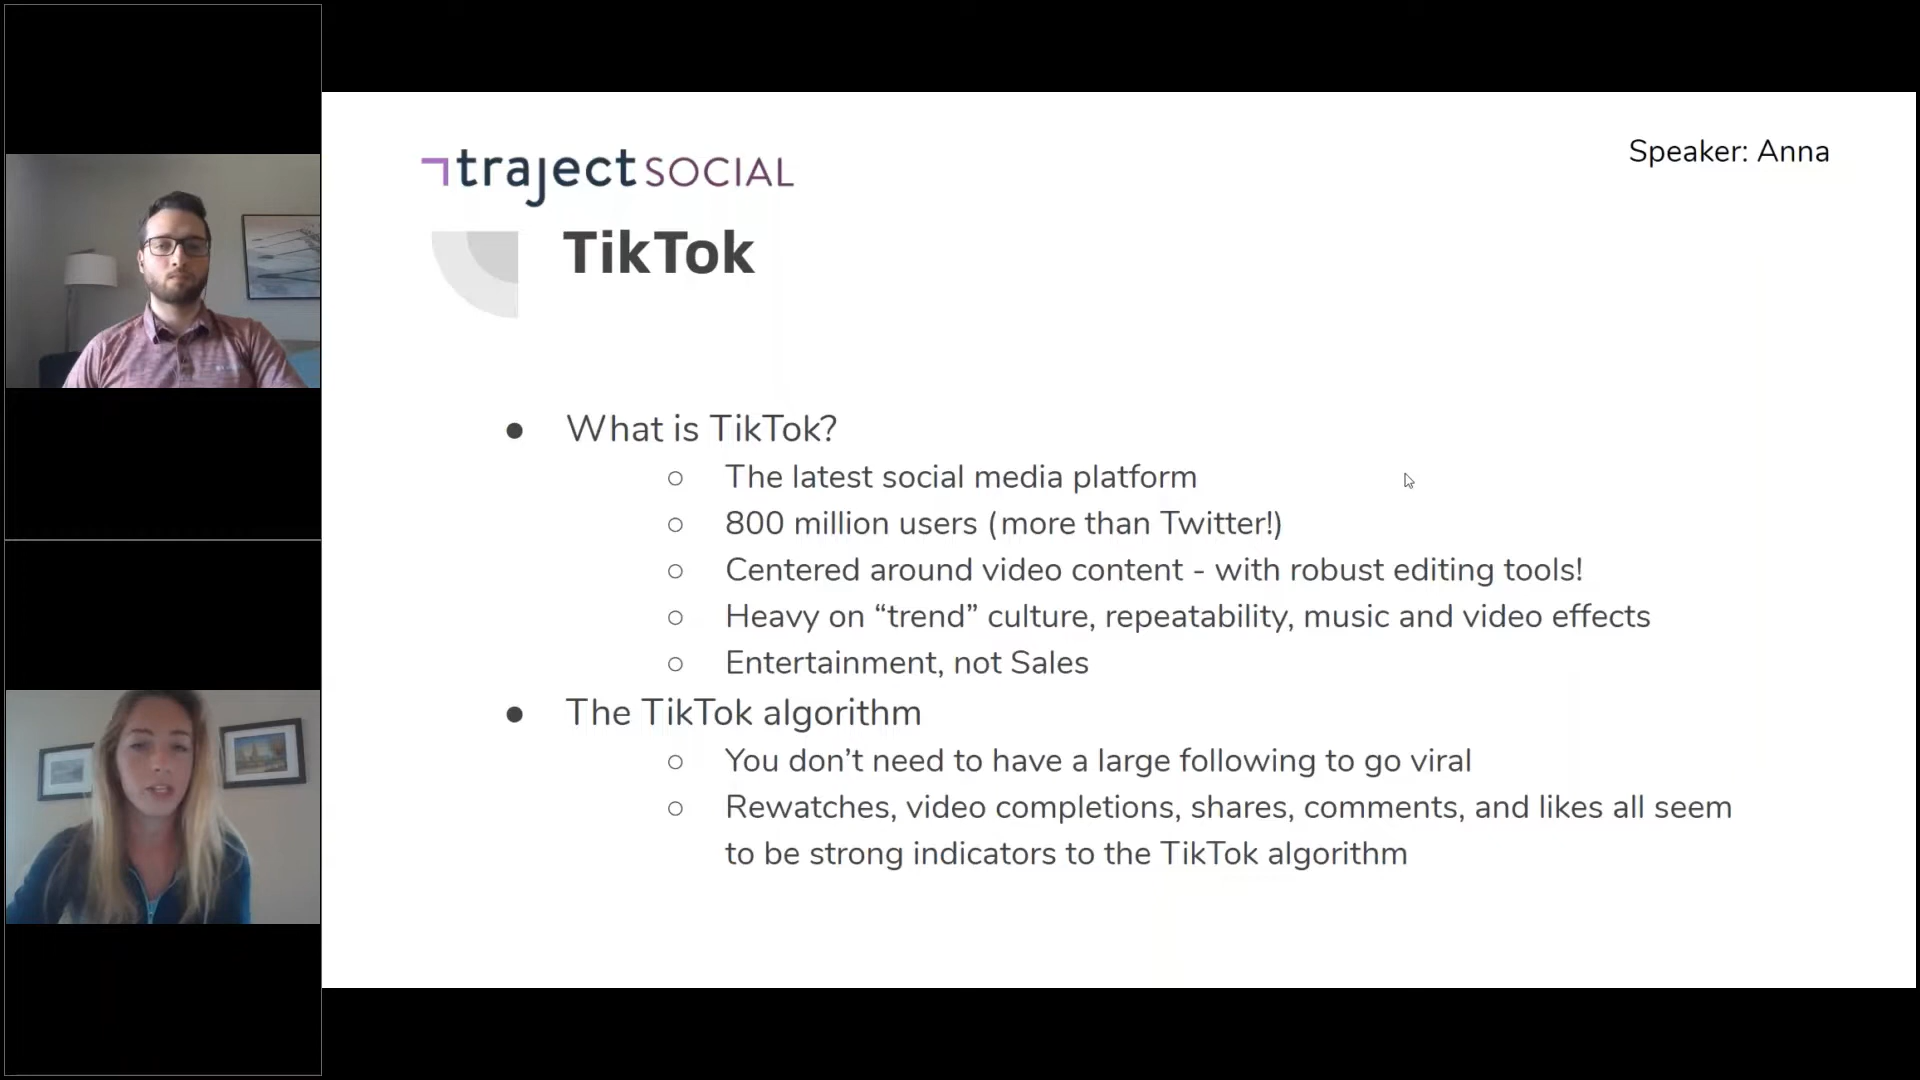 trajectSOCIAL
Speaker: Anna
TikTok
● What is TikTok?
○ The latest social media platform
○ 800 million users (more than Twitter!)
○ Centered around video content - with robust editing tools!
○ Heavy on “trend” culture, repeatability, music and video effects
○ Entertainment, not Sales
● The TikTok algorithm
○ You don’t need to have a large following to go viral
○ Rewatches, video completions, shares, comments, and likes all seem
to be strong indicators to the TikTok algorithm